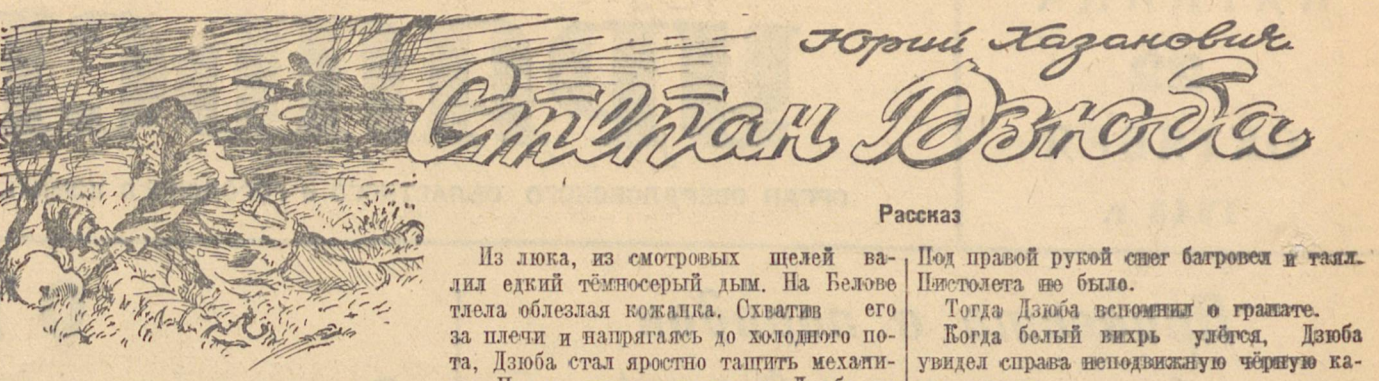 Юрий Хазанович
Степан Дзюба
Рассказ
Из люка, из смотровых щелей ва-
лил едкий тёмносерый дым. На Белове
тлела облезлая кожанка. Схватив его
за плечи и напрягаясь до холодного по-
та, Дзюба стал яростно тащить механи-
Под правой рукой снег багровел и таял.
Пистолета не было.
Тогда Дзюба вспомнил о гранате.
Когда белый вихрь улёгся, Дзюба
увидел справа неподвижную чёрную ка-